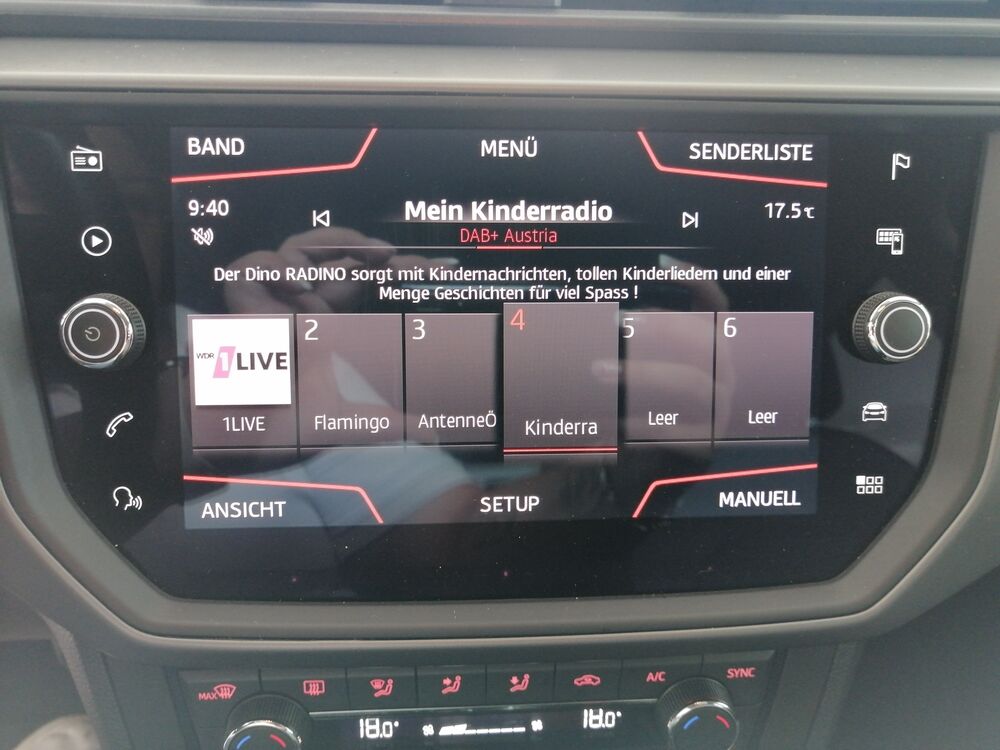 BAND
MENÜ
SENDERLISTE
9:40
Mein Kinderradio
17.5°C
DAB+ Austria
Der Dino RADINO sorgt mit Kindernachrichten, tollen Kinderliedern und einer
Menge Geschichten für viel Spass !
WDR 1LIVE
2
3
4
5
6
1LIVE
Flamingo
AntenneÖ
Kinderra
Leer
Leer
ANSICHT
SETUP
MANUELL
MAX
A/C
SYNC
18.0°
18.0°